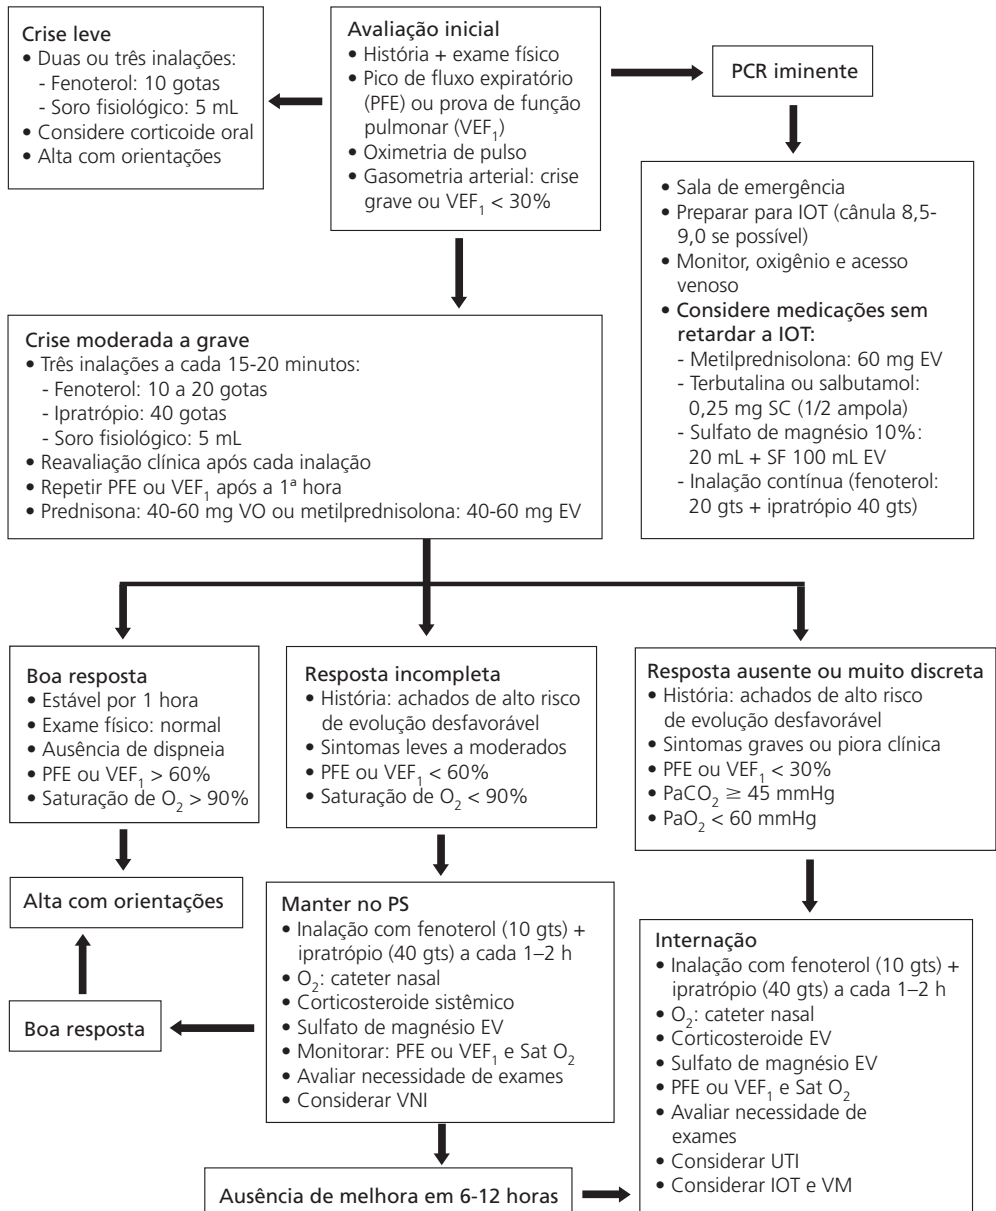 Crise leve
• Duas ou três inalações:
- Fenoterol: 10 gotas
- Soro fisiológico: 5 mL
• Considere corticoide oral
• Alta com orientações
Avaliação inicial
• História + exame físico
• Pico de fluxo expiratório
(PFE) ou prova de função
pulmonar (VEF₁)
• Oximetria de pulso
• Gasometria arterial: crise
grave ou VEF₁ < 30%
PCR iminente
• Sala de emergência
• Preparar para IOT (cânula 8,5-
9,0 se possível)
• Monitor, oxigênio e acesso
venoso
• Considere medicações sem
retardar a IOT:
- Metilprednisolona: 60 mg EV
- Terbutalina ou salbutamol:
0,25 mg SC (1/2 ampola)
- Sulfato de magnésio 10%:
20 mL + SF 100 mL EV
- Inalação contínua (fenoterol:
20 gts + ipratrópio 40 gts)
Crise moderada a grave
• Três inalações a cada 15-20 minutos:
- Fenoterol: 10 a 20 gotas
- Ipratrópio: 40 gotas
- Soro fisiológico: 5 mL
• Reavaliação clínica após cada inalação
• Repetir PFE ou VEF₁ após a 1ª hora
• Prednisona: 40-60 mg VO ou metilprednisolona: 40-60 mg EV
Boa resposta
• Estável por 1 hora
• Exame físico: normal
• Ausência de dispneia
• PFE ou VEF₁ > 60%
• Saturação de O₂ > 90%
Resposta incompleta
• História: achados de alto risco
de evolução desfavorável
• Sintomas leves a moderados
• PFE ou VEF₁ < 60%
• Saturação de O₂ < 90%
Resposta ausente ou muito discreta
• História: achados de alto risco
de evolução desfavorável
• Sintomas graves ou piora clínica
• PFE ou VEF₁ < 30%
• PaCO₂ ≥ 45 mmHg
• PaO₂ < 60 mmHg
Alta com orientações
Boa resposta
Manter no PS
• Inalação com fenoterol (10 gts) +
ipratrópio (40 gts) a cada 1–2 h
• O₂: cateter nasal
• Corticosteroide sistêmico
• Sulfato de magnésio EV
• Monitorar: PFE ou VEF₁ e Sat O₂
• Avaliar necessidade de exames
• Considerar VNI
Internação
• Inalação com fenoterol (10 gts) +
ipratrópio (40 gts) a cada 1–2 h
• O₂: cateter nasal
• Corticosteroide EV
• Sulfato de magnésio EV
• PFE ou VEF₁ e Sat O₂
• Avaliar necessidade de
exames
• Considerar UTI
• Considerar IOT e VM
Ausência de melhora em 6-12 horas